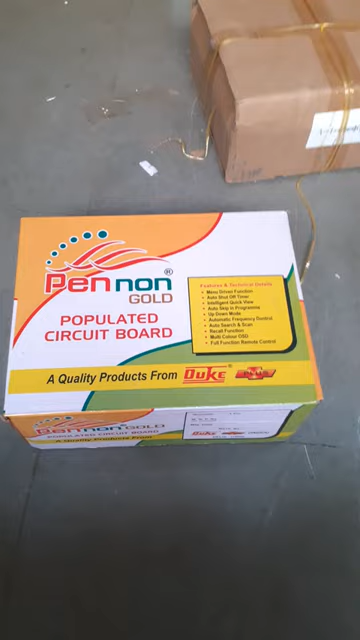 Pennon®
GOLD
POPULATED
CIRCUIT BOARD
Features & Technical Details
• Menu Driven Function
• Auto Shut Off Timer
• Intelligent Quick View
• Auto Skip in Programme
• Up Down Mode
• Automatic Frequency Control
• Auto Search & Scan
• Recall Function
• Multi Colour OSD
• Full Function Remote Control
A Quality Products From DUKE®
Pennon GOLD
POPULATED CIRCUIT BOARD
A Quality Products From
DUKE